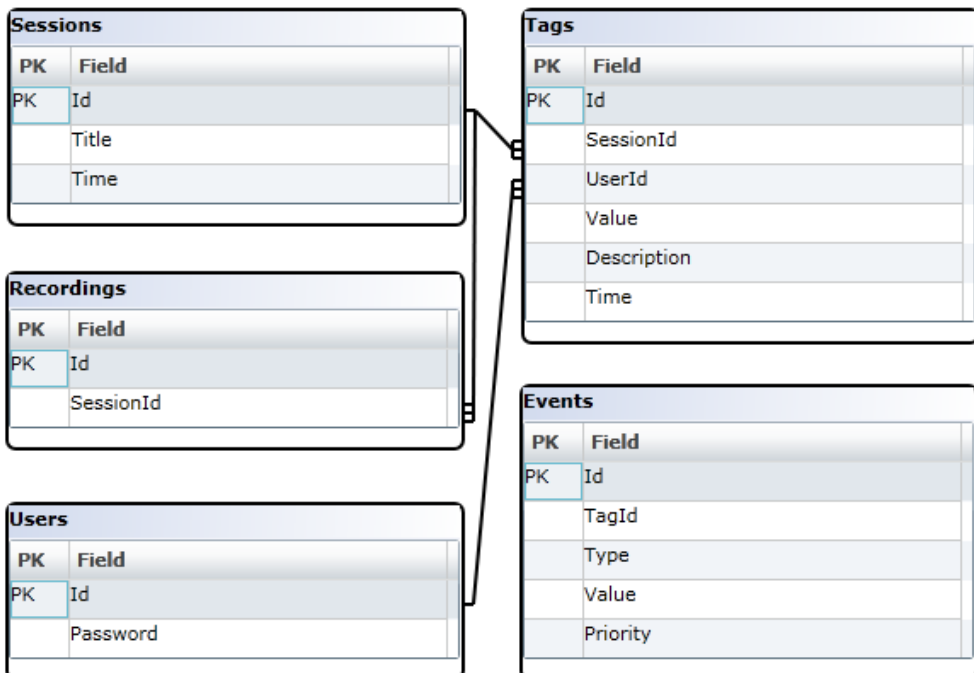 Sessions
PK Field
PK Id
Title
Time
Recordings
PK Field
PK Id
SessionId
Users
PK Field
PK Id
Password
Tags
PK Field
PK Id
SessionId
UserId
Value
Description
Time
Events
PK Field
PK Id
TagId
Type
Value
Priority